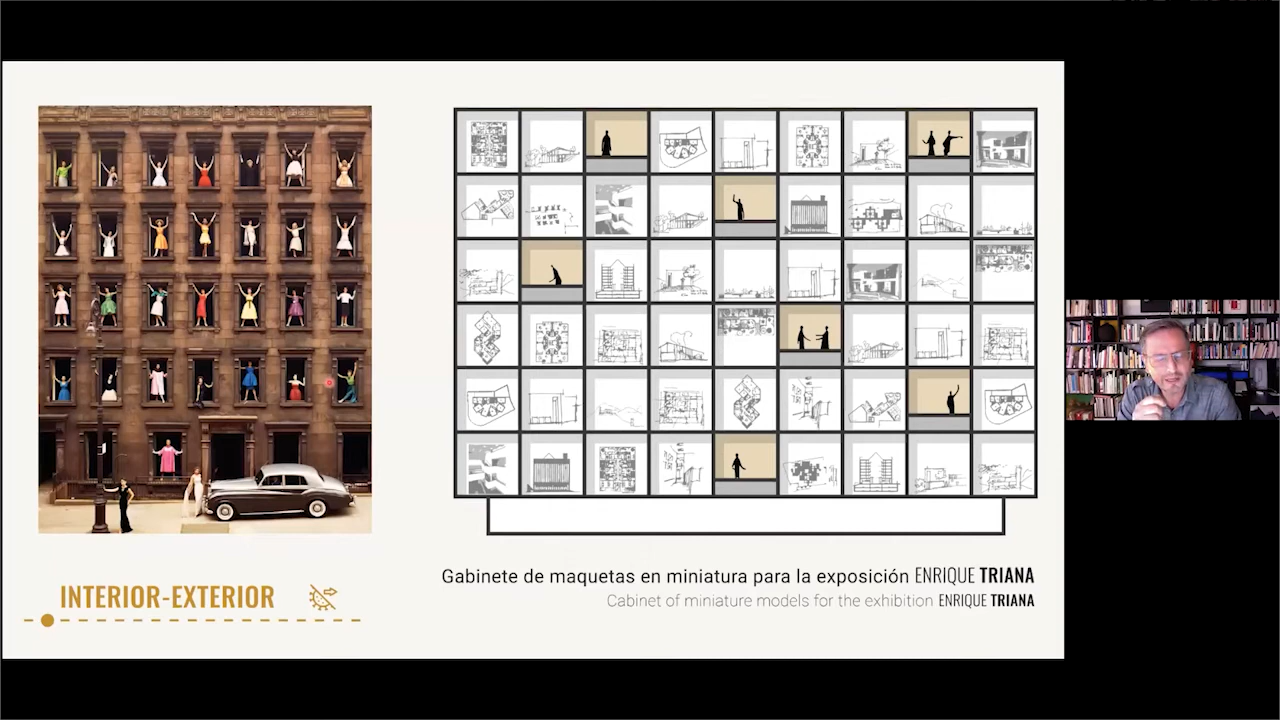 INTERIOR-EXTERIOR
Gabinete de maquetas en miniatura para la exposición ENRIQUE TRIANA
Cabinet of miniature models for the exhibition ENRIQUE TRIANA